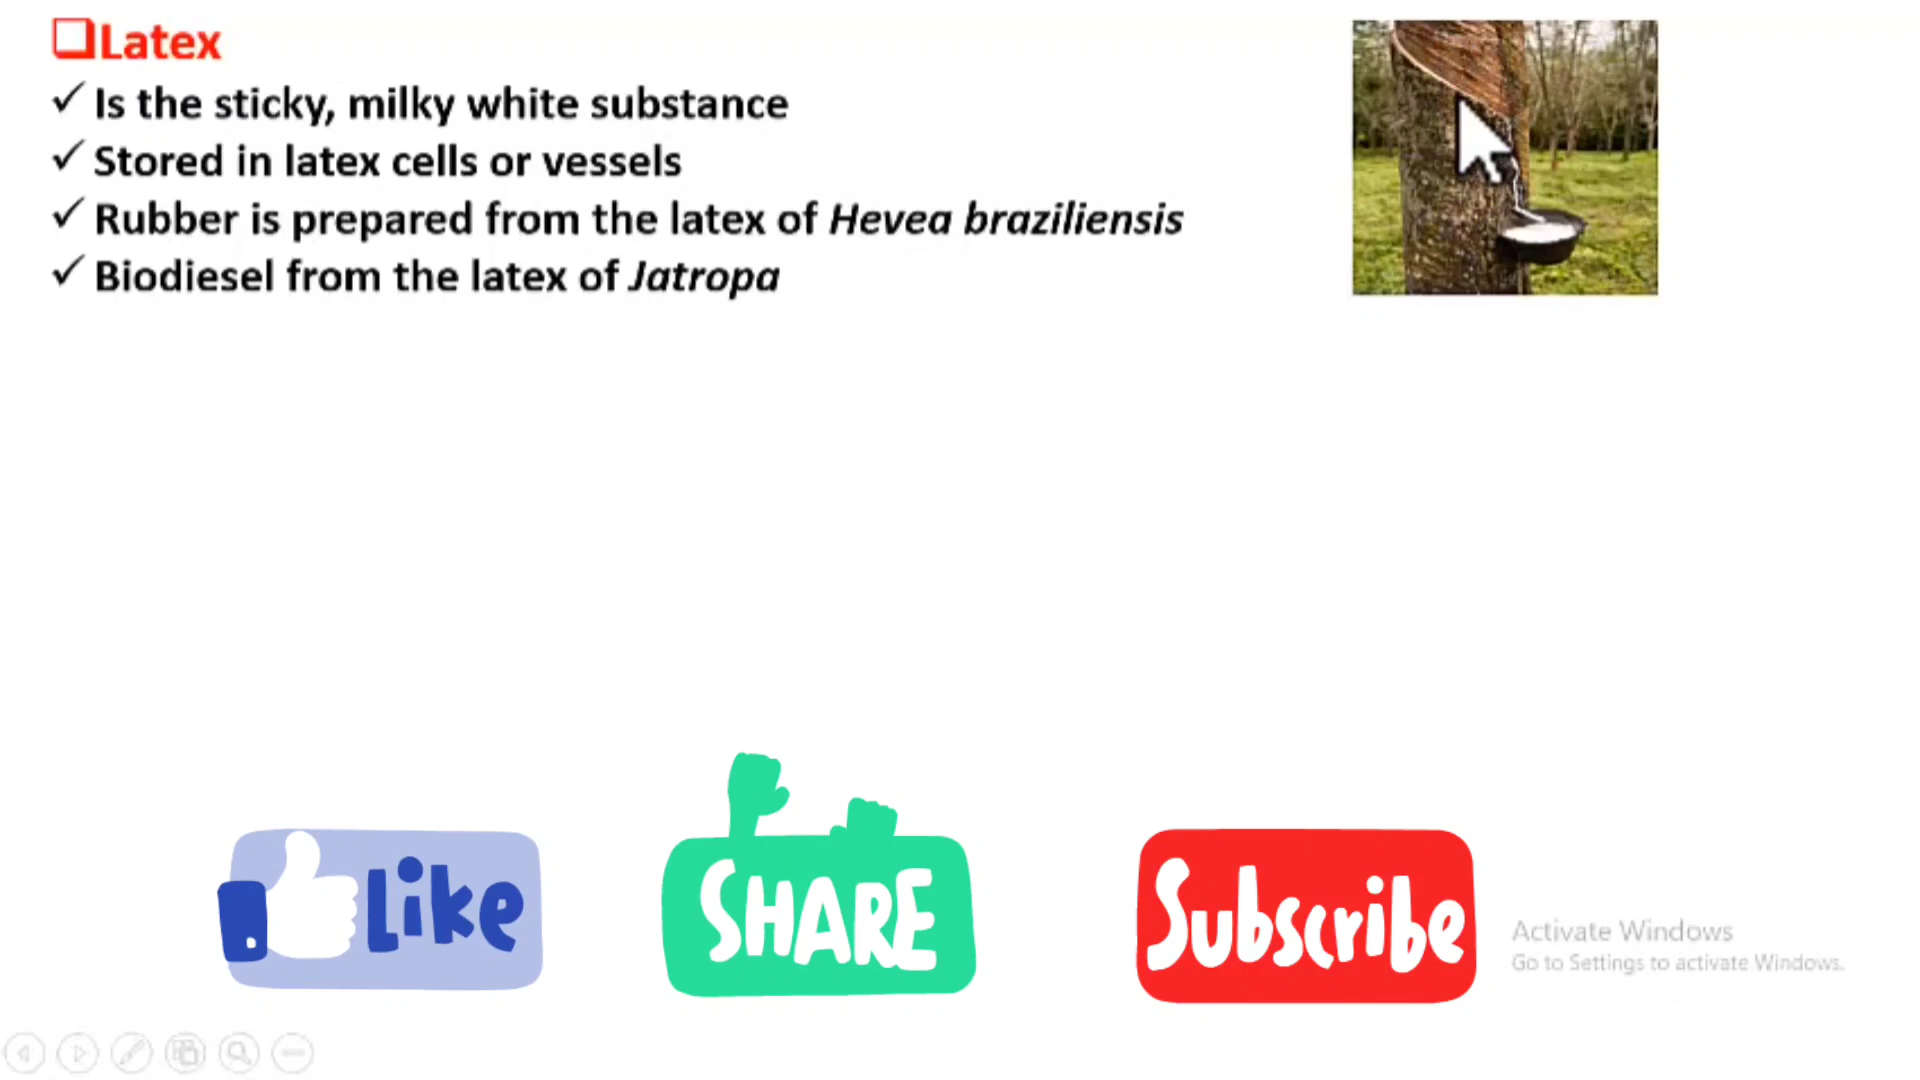 Latex
Is the sticky, milky white substance
Stored in latex cells or vessels
Rubber is prepared from the latex of Hevea braziliensis
Biodiesel from the latex of Jatropa
Like
SHARE
Subscribe
Activate Windows
Go to Settings to activate Windows.